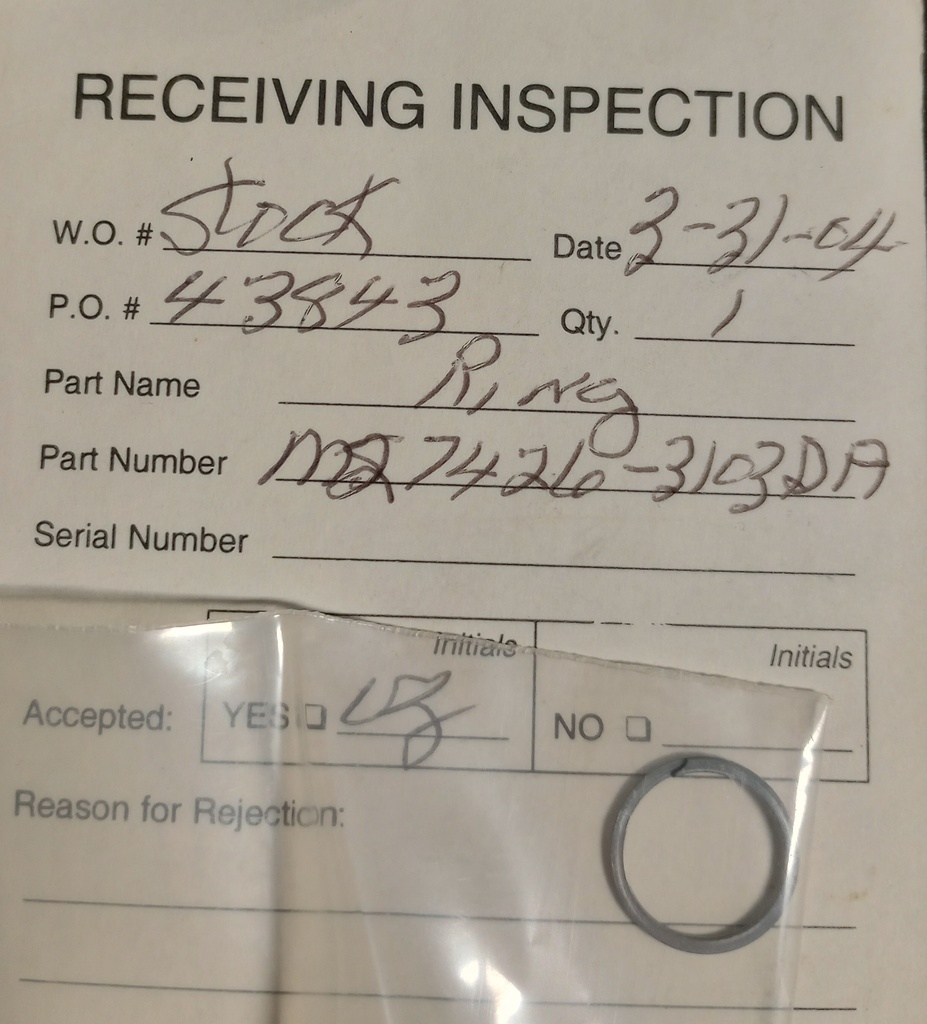 RECEIVING INSPECTION
W.O. # Stock Date 3-31-04
P.O. # 43843 Qty. 1
Part Name Ring
Part Number 7426-3103DA
Serial Number
Initials Initials
Accepted: YES NO
Reason for Rejection: